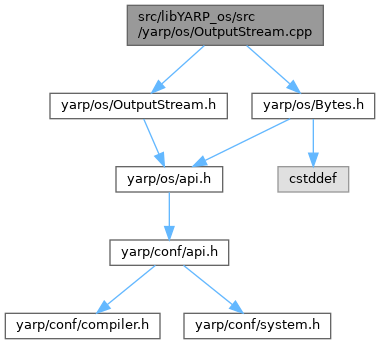 src/libYARP_os/src
/yarp/os/OutputStream.cpp
yarp/os/OutputStream.h
yarp/os/Bytes.h
yarp/os/api.h
cstddef
yarp/conf/api.h
yarp/conf/compiler.h
yarp/conf/system.h